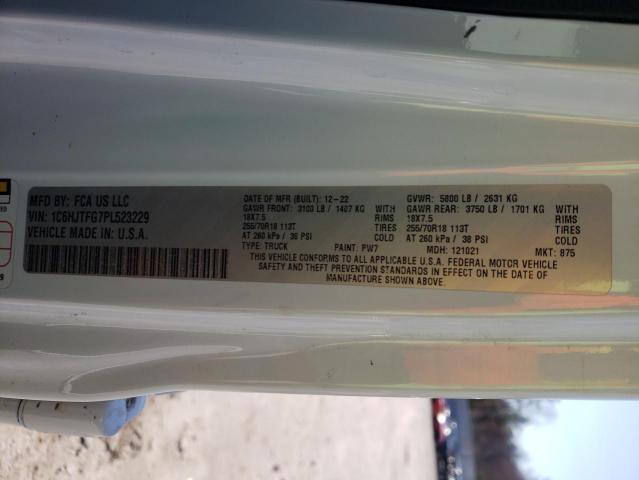 MFD BY: FCA US LLC
VIN: 1C6HJTFG7PL523229
VEHICLE MADE IN: U.S.A.
DATE OF MFR (BUILT): 12-22
GAWR FRONT: 3100 LB / 1407 KG WITH
18X7.5 RIMS
255/70R18 113T TIRES
AT 260 kPa / 38 PSI COLD
TYPE: TRUCK PAINT: PW7
GVWR: 5800 LB / 2631 KG
GAWR REAR: 3750 LB / 1701 KG WITH
18X7.5 RIMS
255/70R18 113T TIRES
AT 260 kPa / 38 PSI COLD
MDH: 121021 MKT: 875
THIS VEHICLE CONFORMS TO ALL APPLICABLE U.S.A. FEDERAL MOTOR VEHICLE
SAFETY AND THEFT PREVENTION STANDARDS IN EFFECT ON THE DATE OF
MANUFACTURE SHOWN ABOVE.